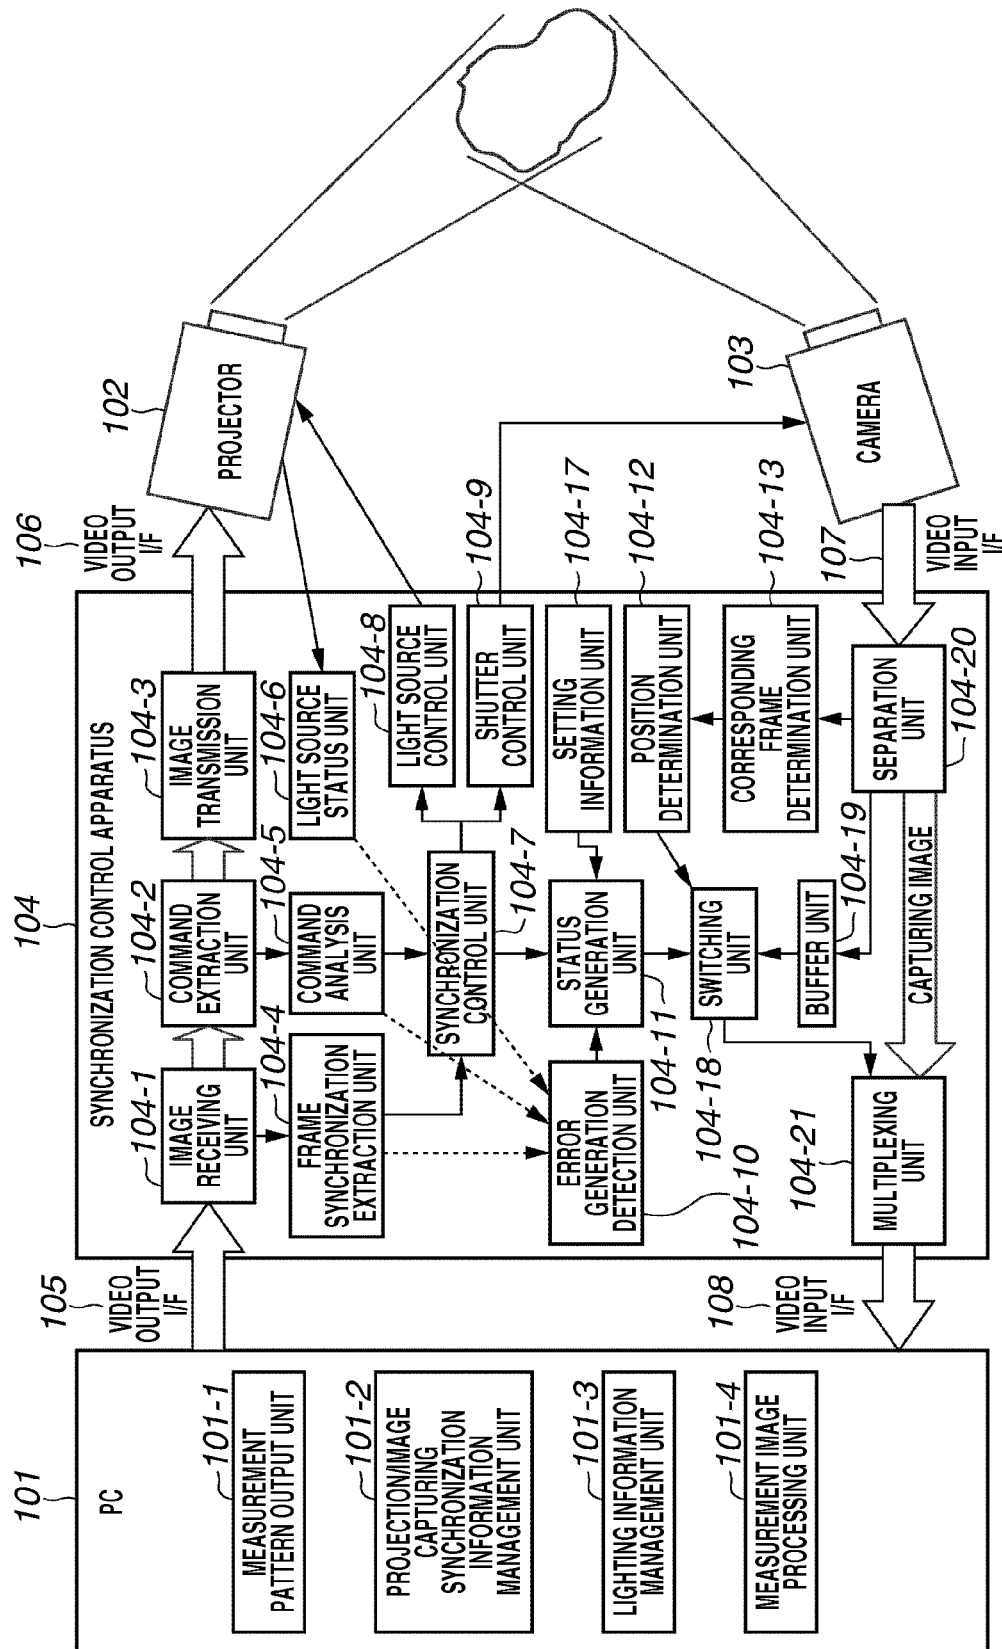 101
PC
101-1
MEASUREMENT
PATTERN OUTPUT UNIT
101-2
PROJECTION/IMAGE
CAPTURING
SYNCHRONIZATION
INFORMATION
MANAGEMENT UNIT
101-3
LIGHTING INFORMATION
MANAGEMENT UNIT
101-4
MEASUREMENT IMAGE
PROCESSING UNIT
105
VIDEO
OUTPUT
I/F
108
VIDEO
INPUT
I/F
104
SYNCHRONIZATION CONTROL APPARATUS
104-1
IMAGE
RECEIVING
UNIT
104-2
COMMAND
EXTRACTION
UNIT
104-3
IMAGE
TRANSMISSION
UNIT
104-4
FRAME
SYNCHRONIZATION
EXTRACTION UNIT
104-5
COMMAND
ANALYSIS
UNIT
104-6
LIGHT SOURCE
STATUS UNIT
SYNCHRONIZATION
CONTROL UNIT
104-7
104-8
LIGHT SOURCE
CONTROL UNIT
104-9
SHUTTER
CONTROL UNIT
ERROR
GENERATION
DETECTION UNIT
104-10
STATUS
GENERATION
UNIT
104-11
104-17
SETTING
INFORMATION UNIT
104-12
POSITION
DETERMINATION UNIT
104-13
CORRESPONDING
FRAME
DETERMINATION UNIT
SWITCHING
UNIT
104-18
BUFFER UNIT
104-19
CAPTURING IMAGE
SEPARATION
UNIT
104-20
104-21
MULTIPLEXING
UNIT
106
VIDEO
OUTPUT
I/F
102
PROJECTOR
103
CAMERA
107
VIDEO
INPUT
I/F